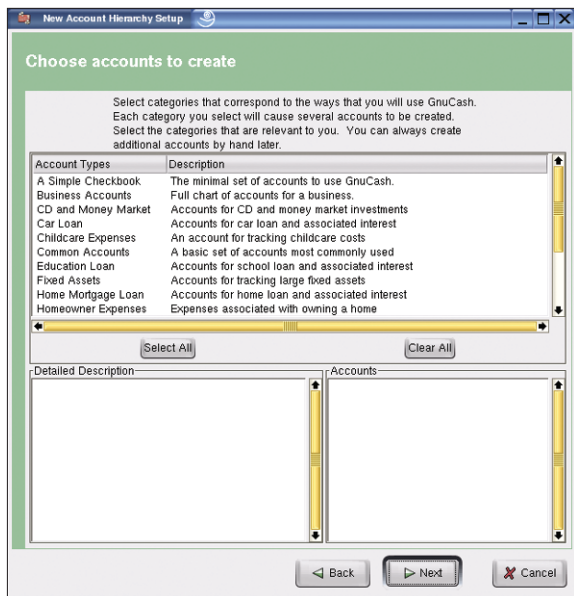 New Account Hierarchy Setup
Choose accounts to create
Select categories that correspond to the ways that you will use GnuCash.
Each category you select will cause several accounts to be created.
Select the categories that are relevant to you. You can always create
additional accounts by hand later.
Account Types Description
A Simple Checkbook The minimal set of accounts to use GnuCash.
Business Accounts Full chart of accounts for a business.
CD and Money Market Accounts for CD and money market investments
Car Loan Accounts for car loan and associated interest
Childcare Expenses An account for tracking childcare costs
Common Accounts A basic set of accounts most commonly used
Education Loan Accounts for school loan and associated interest
Fixed Assets Accounts for tracking large fixed assets
Home Mortgage Loan Accounts for home loan and associated interest
Homeowner Expenses Expenses associated with owning a home
Select All Clear All
Detailed Description Accounts
Back Next Cancel